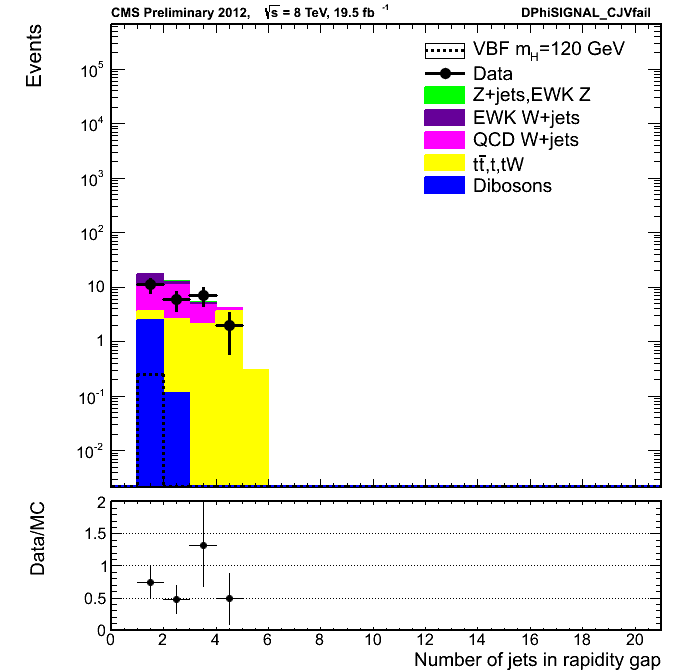 CMS Preliminary 2012, √s = 8 TeV, 19.5 fb⁻¹ DPhiSIGNAL_CJVfail
Events
VBF m_H=120 GeV
Data
Z+jets,EWK Z
EWK W+jets
QCD W+jets
tt̄,t,tW
Dibosons
10⁵
10⁴
10³
10²
10
1
10⁻¹
10⁻²
Data/MC
2
1.5
1
0.5
0
0 2 4 6 8 10 12 14 16 18 20
Number of jets in rapidity gap